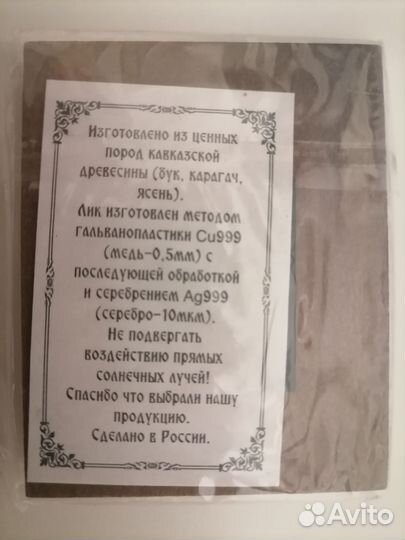 Изготовлено из ценных
пород кавказской
древесины (бук, карагач,
ясень).
Лик изготовлен методом
гальванопластики Cu999
(медь-0,5мм) с
последующей обработкой
и серебрением Ag999
(серебро-10мкм).
Не подвергать
воздействию прямых
солнечных лучей!
Спасибо что выбрали нашу
продукцию.
Сделано в России.
Avito